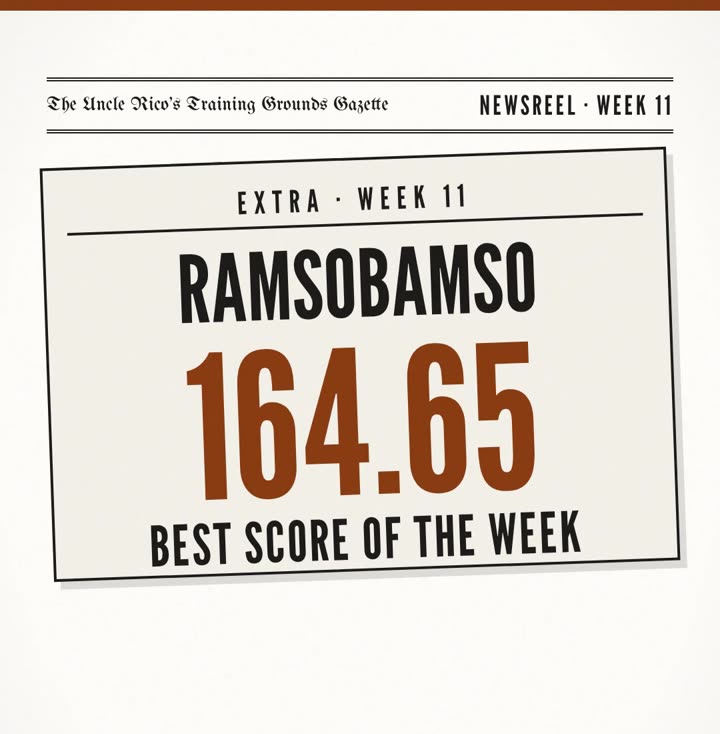 The Uncle Rico's Training Grounds Gazette
NEWSREEL · WEEK 11
EXTRA · WEEK 11
RAMSOBAMSO
164.65
BEST SCORE OF THE WEEK